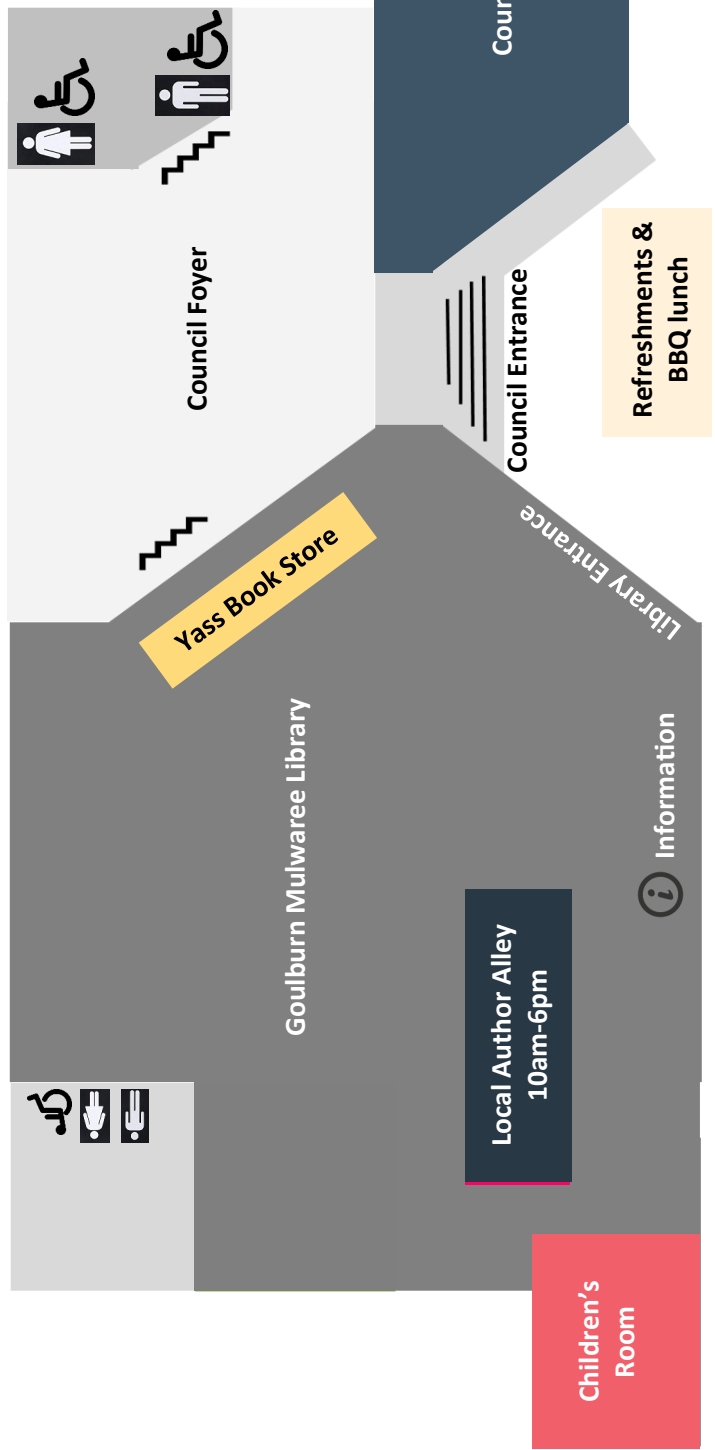 Council Foyer
Yass Book Store
Goulburn Mulwaree Library
Council Entrance
Library Entrance
Refreshments &
BBQ lunch
Local Author Alley
10am-6pm
i Information
Children’s
Room